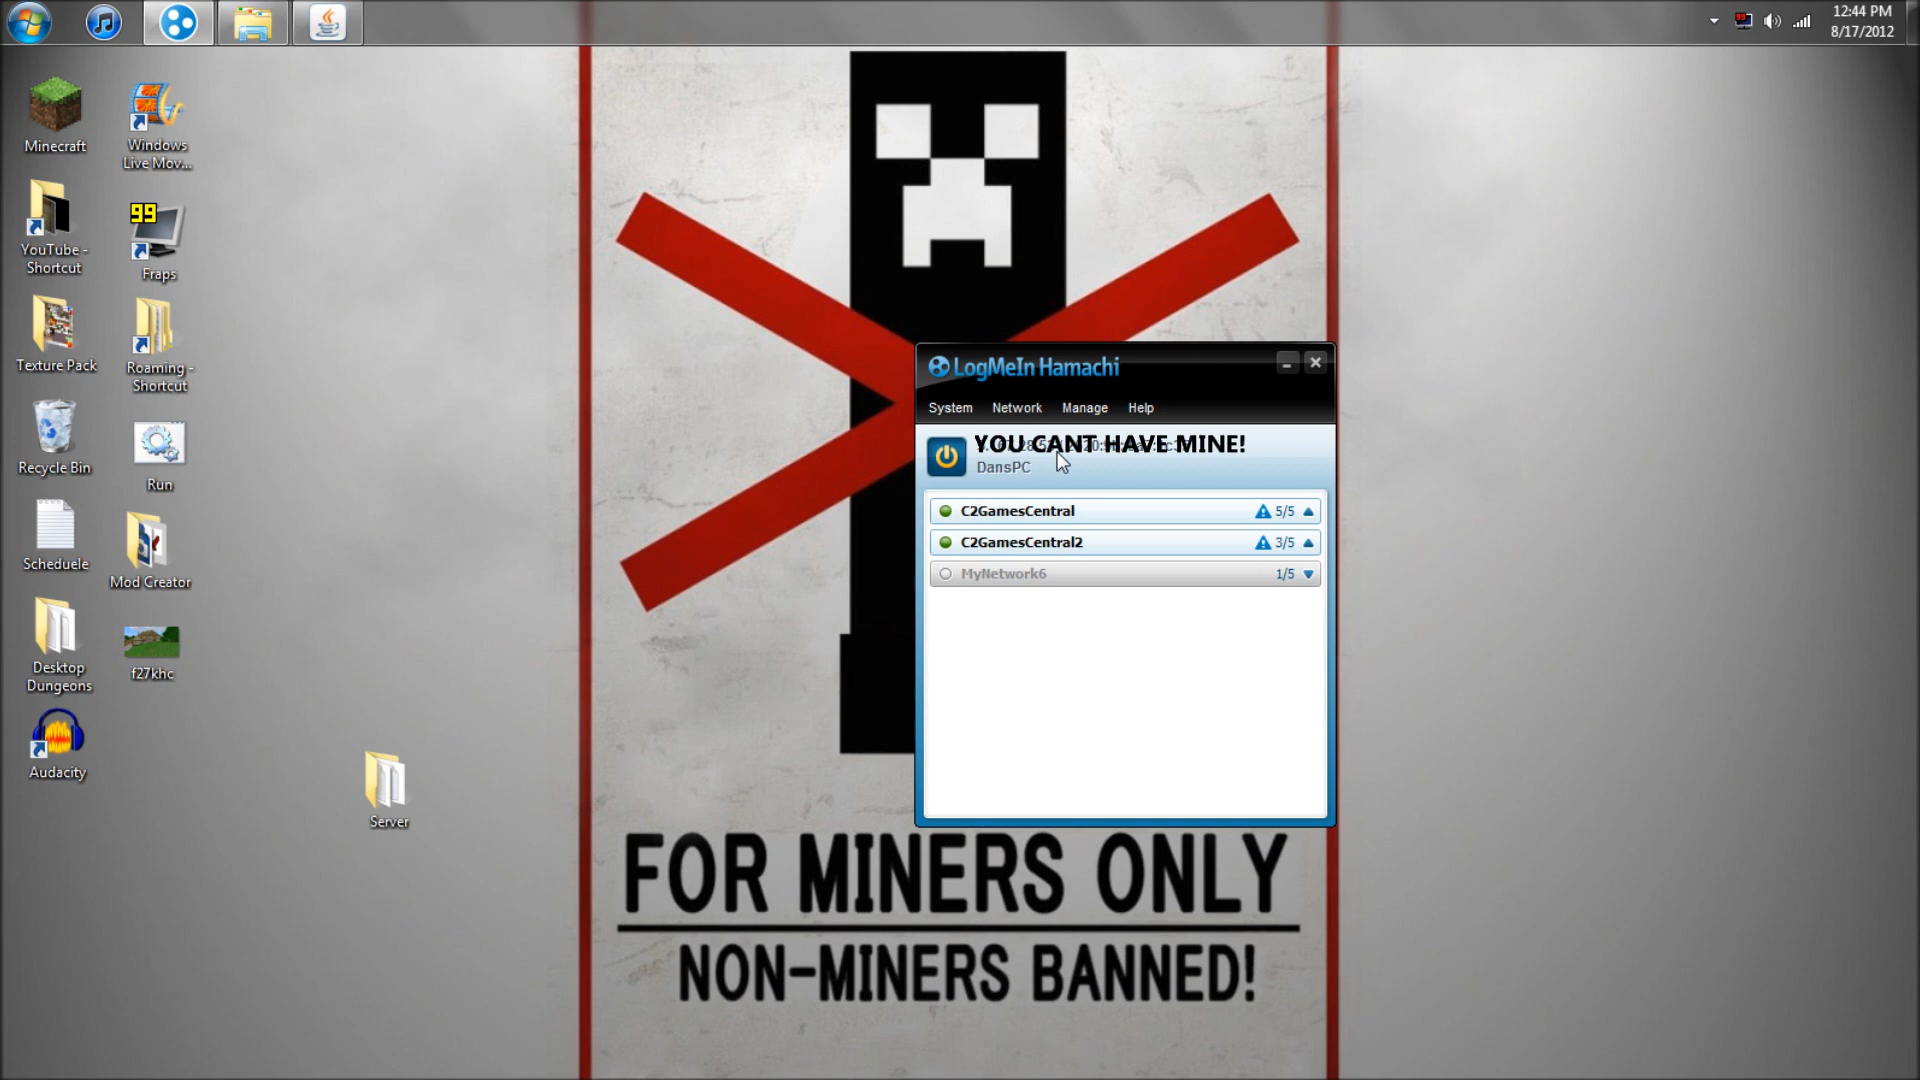 12:44 PM
8/17/2012
Minecraft
Windows
Live Mov...
YouTube -
Shortcut
99
Fraps
Texture Pack
Roaming -
Shortcut
Recycle Bin
Run
Scheduele
Mod Creator
Desktop
Dungeons
f27khc
Audacity
Server
LogMeIn Hamachi
System Network Manage Help
YOU CANT HAVE MINE!
DansPC
C2GamesCentral 5/5
C2GamesCentral2 3/5
MyNetwork6 1/5
FOR MINERS ONLY
NON-MINERS BANNED!